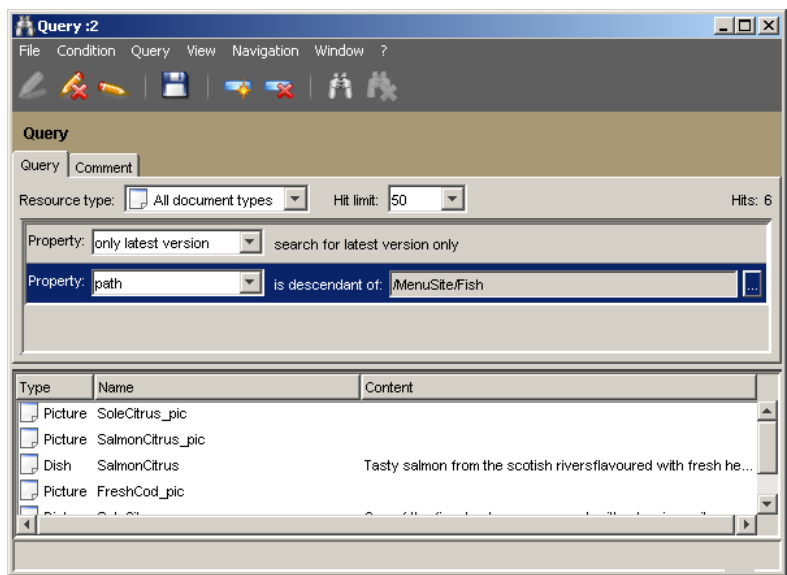 Query :2
File Condition Query View Navigation Window ?
Query
Query Comment
Resource type: All document types Hit limit: 50 Hits: 6
Property: only latest version search for latest version only
Property: path is descendant of: /MenuSite/Fish ...
Type Name Content
Picture SoleCitrus_pic
Picture SalmonCitrus_pic
Dish SalmonCitrus Tasty salmon from the scotish riversflavoured with fresh he...
Picture FreshCod_pic